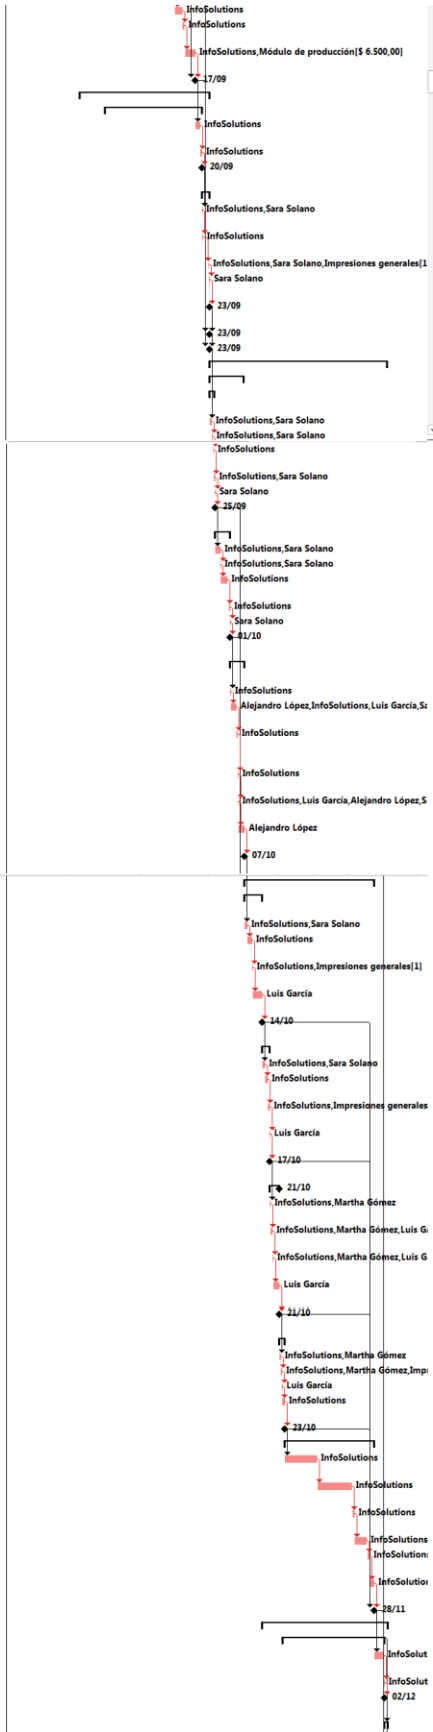 InfoSolutions
InfoSolutions
InfoSolutions,Módulo de producción[$ 6.500,00]
17/09
InfoSolutions
InfoSolutions
20/09
InfoSolutions,Sara Solano
InfoSolutions
InfoSolutions,Sara Solano,Impresiones generales[1
Sara Solano
23/09
23/09
23/09
InfoSolutions,Sara Solano
InfoSolutions,Sara Solano
InfoSolutions
InfoSolutions,Sara Solano
Sara Solano
25/09
InfoSolutions,Sara Solano
InfoSolutions,Sara Solano
InfoSolutions
InfoSolutions
Sara Solano
01/10
InfoSolutions
Alejandro López,InfoSolutions,Luis García,Sa
InfoSolutions
InfoSolutions
InfoSolutions,Luis García,Alejandro López,S
Alejandro López
07/10
InfoSolutions,Sara Solano
InfoSolutions
InfoSolutions,Impresiones generales[1]
Luis García
14/10
InfoSolutions,Sara Solano
InfoSolutions
InfoSolutions,Impresiones generales
Luis García
17/10
21/10
InfoSolutions,Martha Gómez
InfoSolutions,Martha Gómez,Luis G
InfoSolutions,Martha Gómez,Luis G
Luis García
21/10
InfoSolutions,Martha Gómez
InfoSolutions,Martha Gómez,Imp
Luis García
InfoSolutions
23/10
InfoSolutions
InfoSolutions
InfoSolutions
InfoSolutions
InfoSolution
InfoSolution
28/11
InfoSolut
InfoSolut
02/12